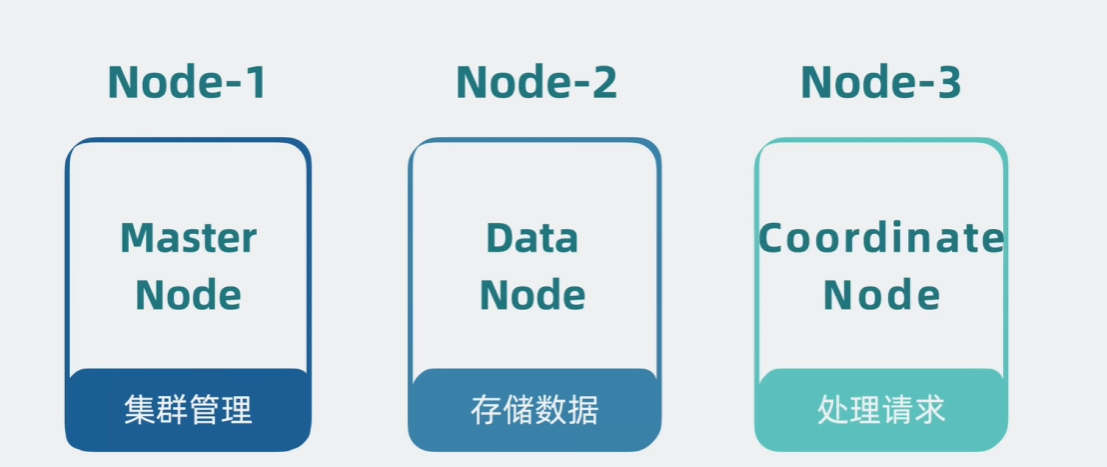 Node-1
Node-2
Node-3
Master
Node
Data
Node
Coordinate
Node
集群管理
存储数据
处理请求